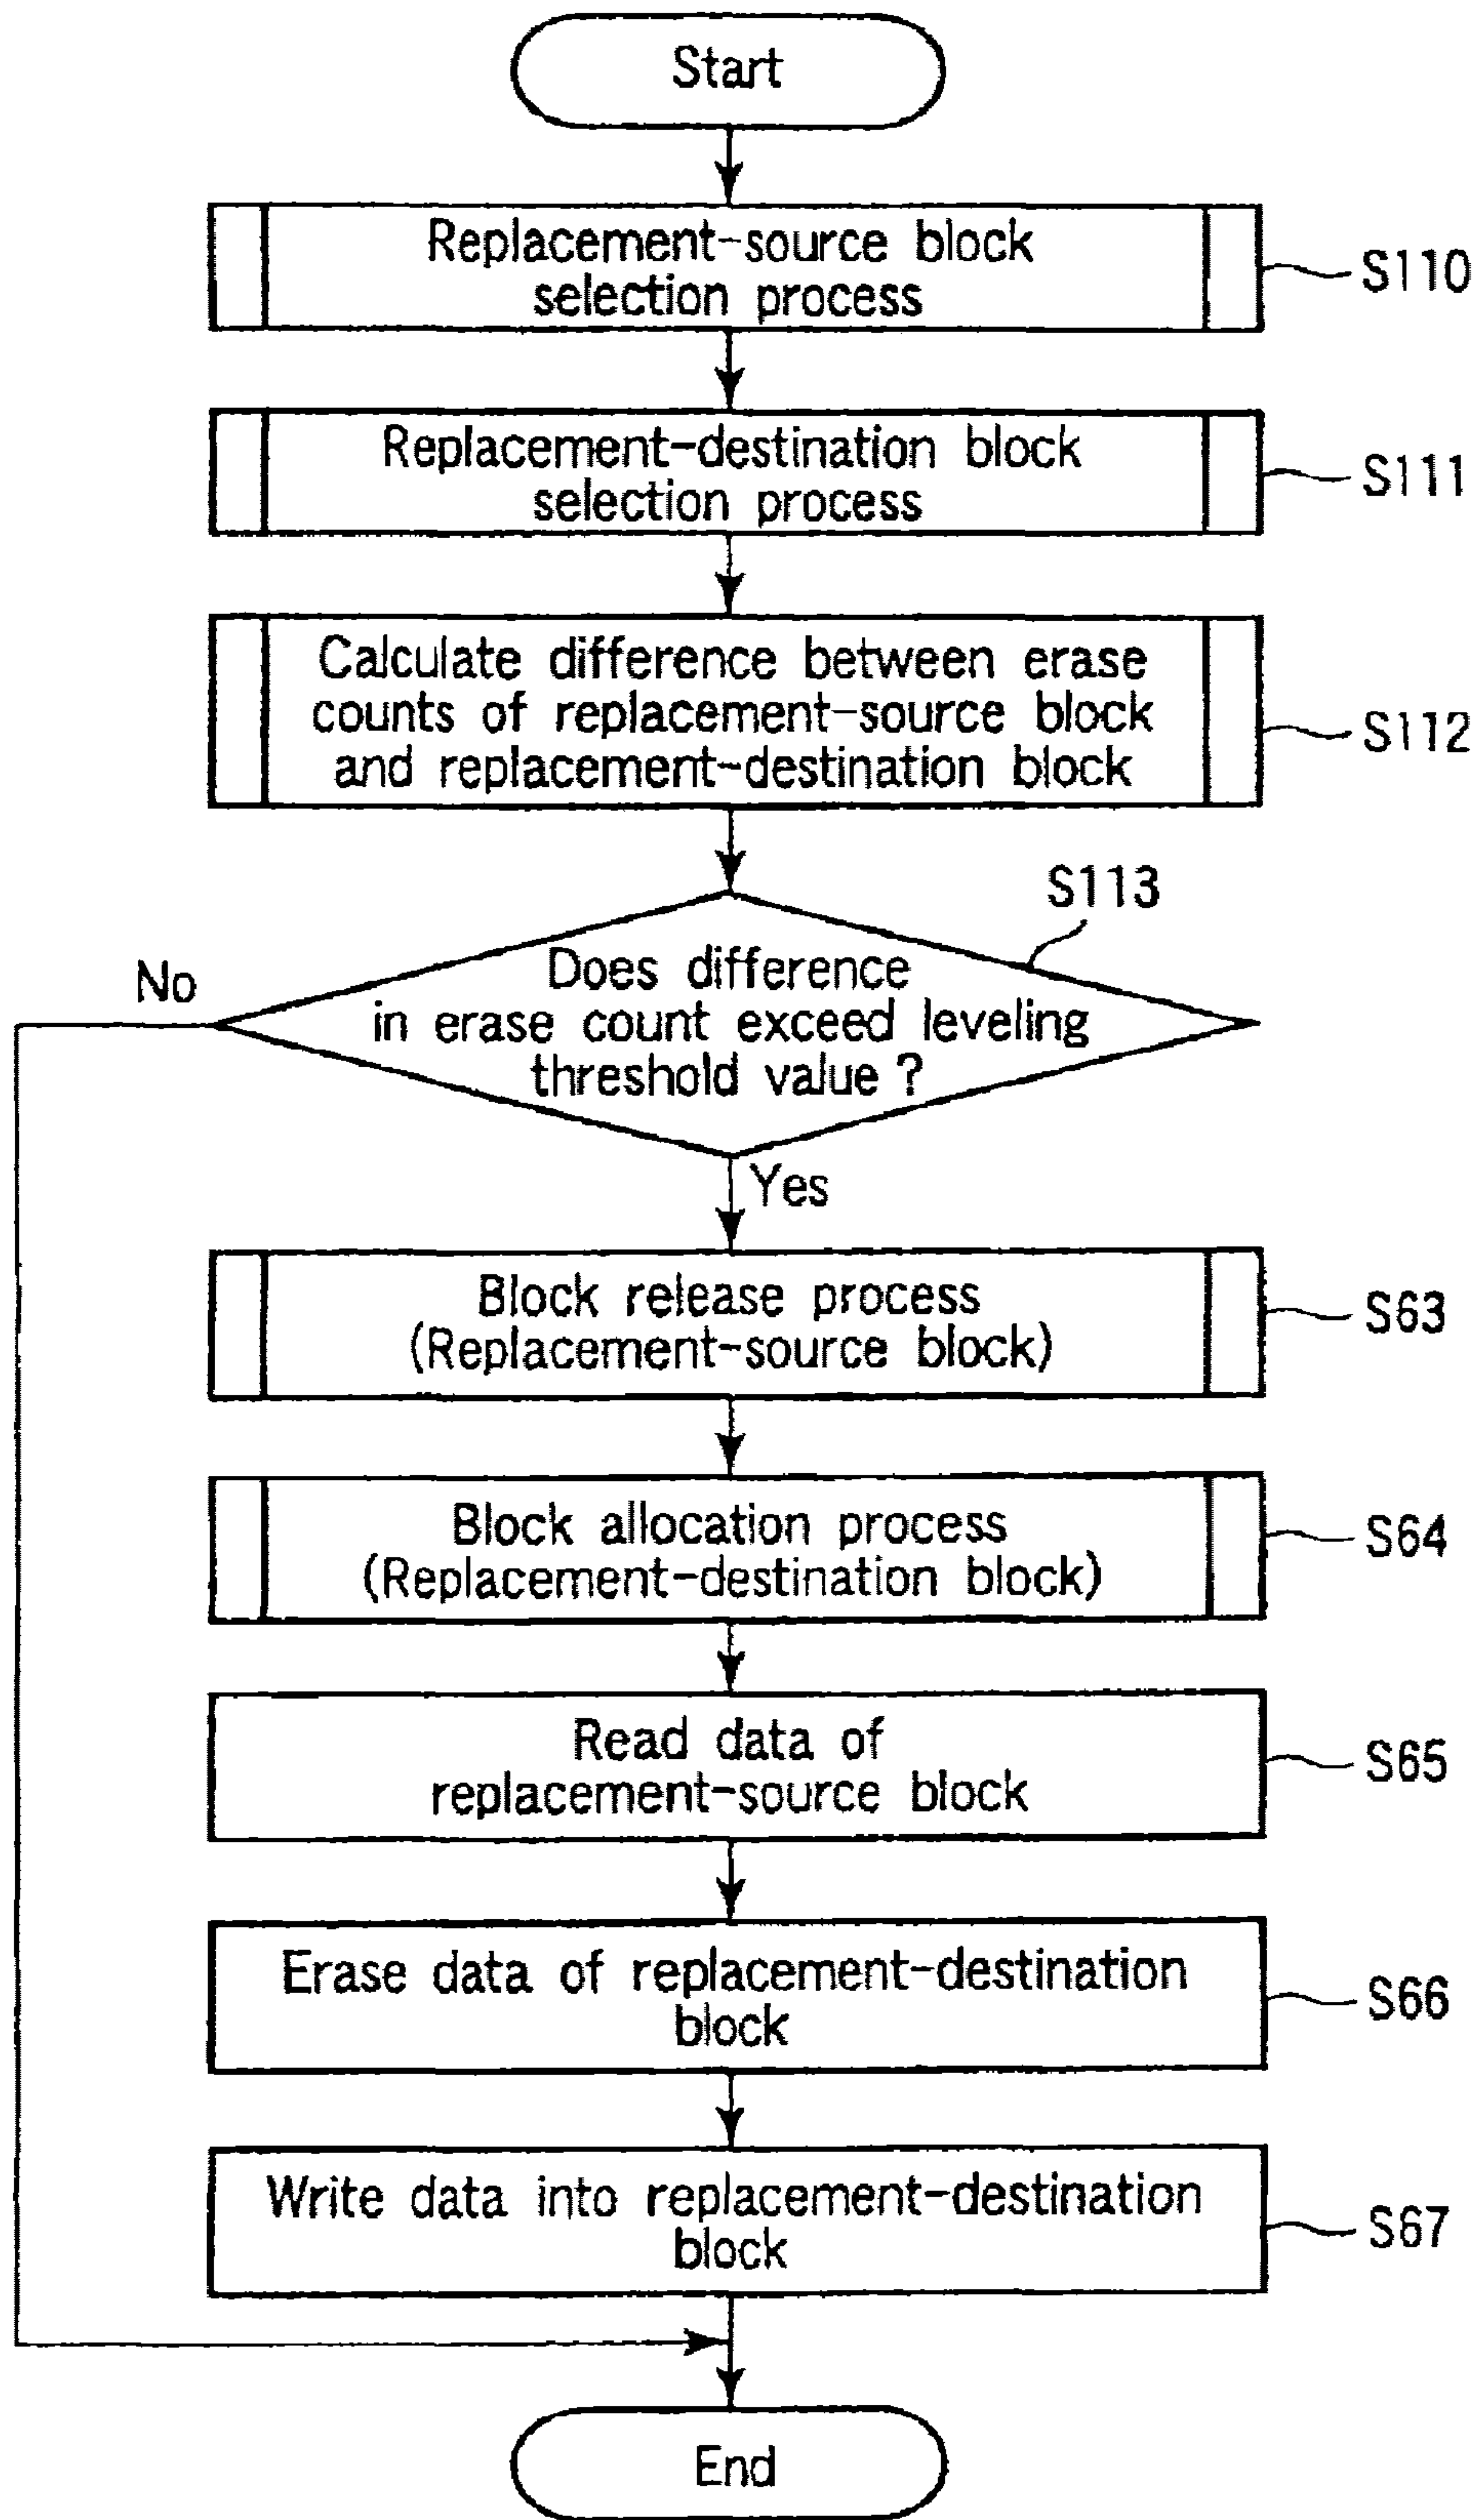 Start
Replacement-source block
selection process
S110
Replacement-destination block
selection process
S111
Calculate difference between erase
counts of replacement-source block
and replacement-destination block
S112
S113
No
Does difference
in erase count exceed leveling
threshold value ?
Yes
Block release process
(Replacement-source block)
S63
Block allocation process
(Replacement-destination block)
S64
Read data of
replacement-source block
S65
Erase data of replacement-destination
block
S66
Write data into replacement-destination
block
S67
End